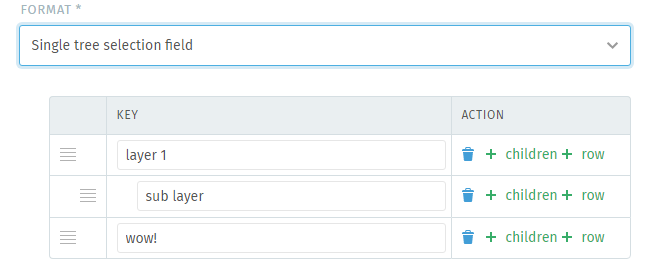 FORMAT *
Single tree selection field
KEY ACTION
layer 1 + children + row
sub layer + children + row
wow! + children + row